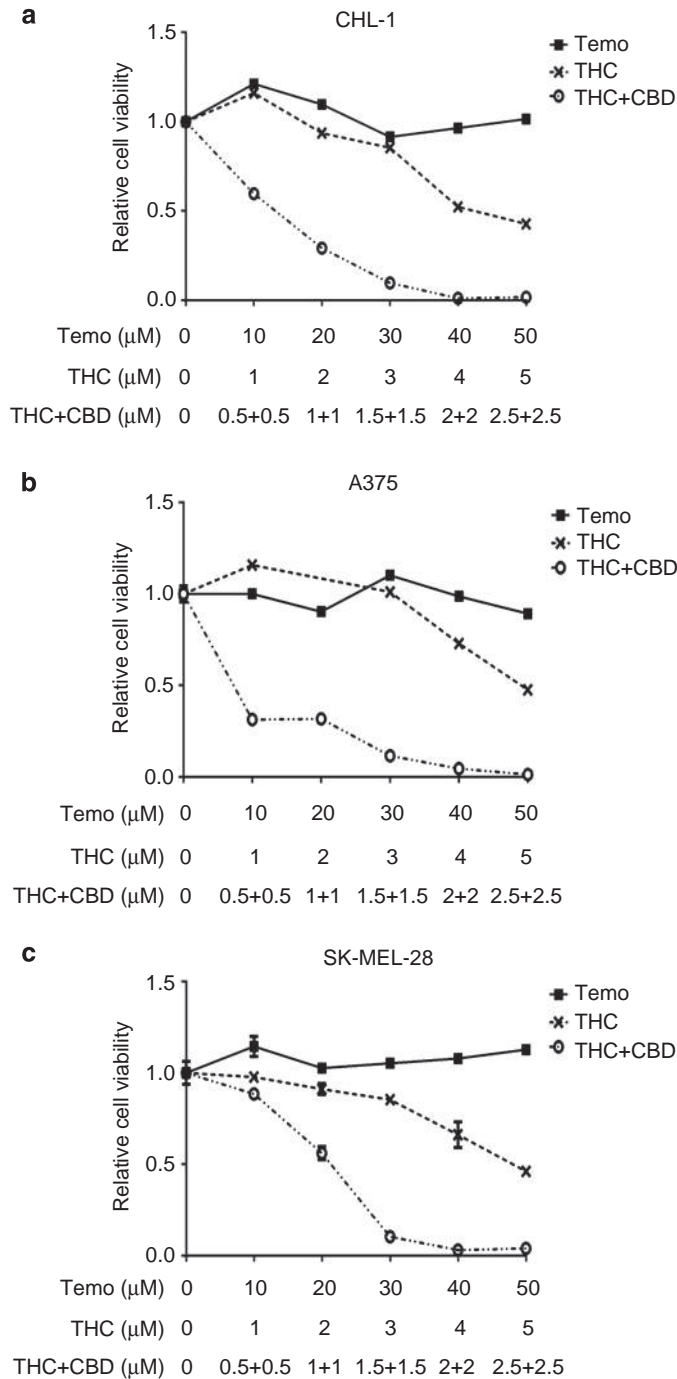 a
CHL-1
1.5
1.0
0.5
0.0
Relative cell viability
Temo
THC
THC+CBD
Temo (μM) 0 10 20 30 40 50
THC (μM) 0 1 2 3 4 5
THC+CBD (μM) 0 0.5+0.5 1+1 1.5+1.5 2+2 2.5+2.5
b
A375
1.5
1.0
0.5
0.0
Relative cell viability
Temo
THC
THC+CBD
Temo (μM) 0 10 20 30 40 50
THC (μM) 0 1 2 3 4 5
THC+CBD (μM) 0 0.5+0.5 1+1 1.5+1.5 2+2 2.5+2.5
c
SK-MEL-28
1.5
1.0
0.5
0.0
Relative cell viability
Temo
THC
THC+CBD
Temo (μM) 0 10 20 30 40 50
THC (μM) 0 1 2 3 4 5
THC+CBD (μM) 0 0.5+0.5 1+1 1.5+1.5 2+2 2.5+2.5